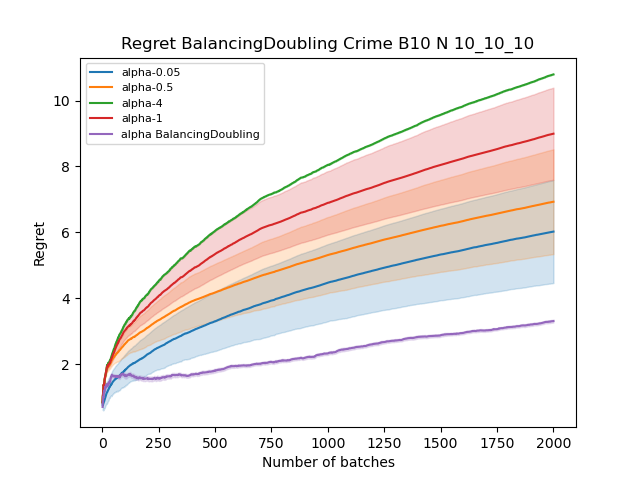 Regret BalancingDoubling Crime B10 N 10_10_10
alpha-0.05
alpha-0.5
alpha-4
alpha-1
alpha BalancingDoubling
Regret
10
8
6
4
2
0 250 500 750 1000 1250 1500 1750 2000
Number of batches